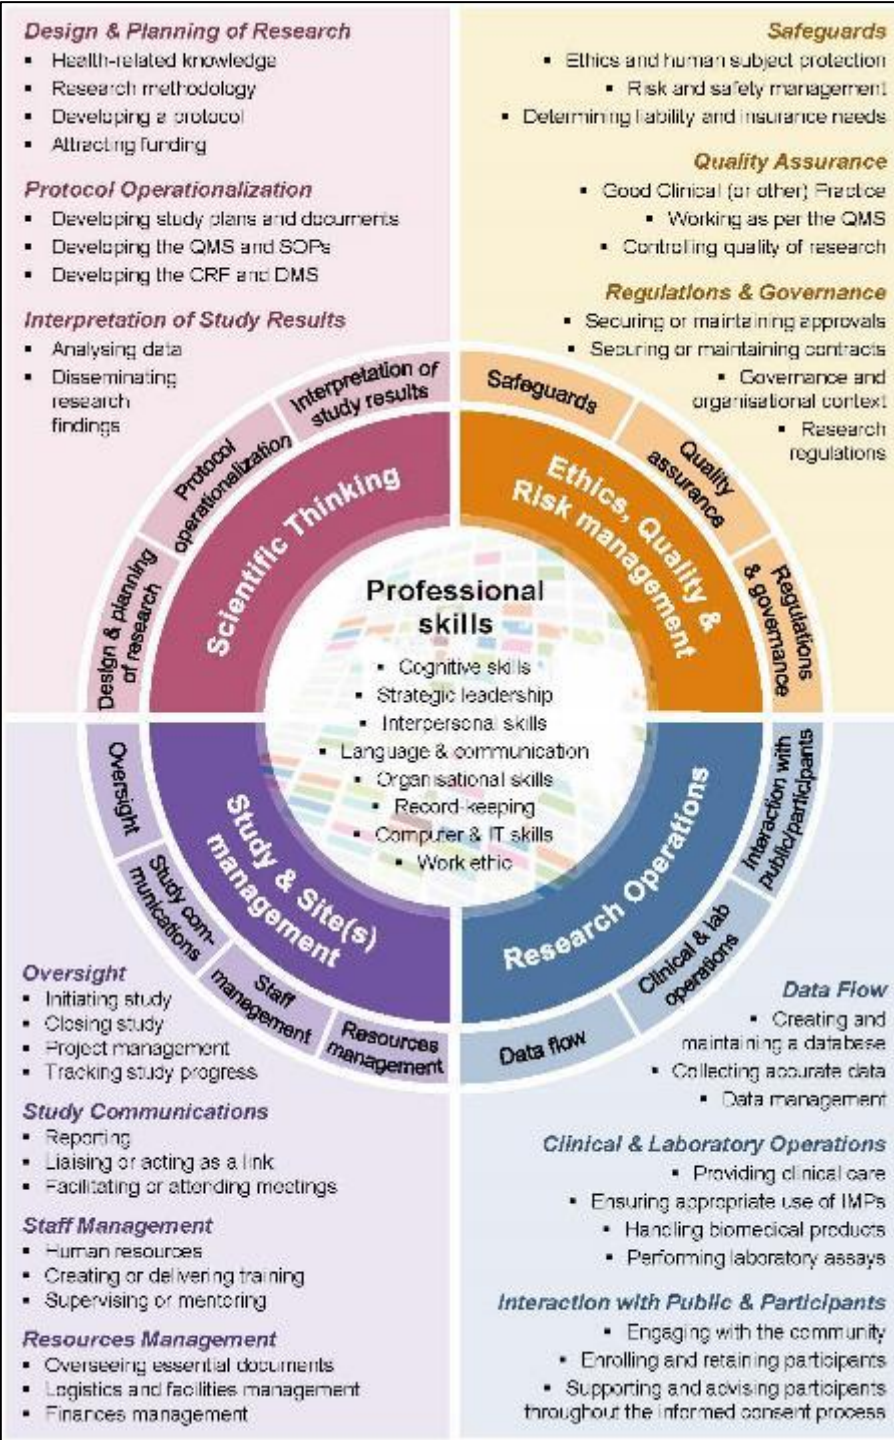 Design & Planning of Research
▪ Health-related knowledge
▪ Research methodology
▪ Developing a protocol
▪ Attracting funding
Protocol Operationalization
▪ Developing study plans and documents
▪ Developing the QMS and SOPs
▪ Developing the CRF and DMS
Interpretation of Study Results
▪ Analysing data
▪ Disseminating
research
findings
Safeguards
▪ Ethics and human subject protection
▪ Risk and safety management
▪ Determining liability and insurance needs
Quality Assurance
▪ Good Clinical (or other) Practice
▪ Working as per the QMS
▪ Controlling quality of research
Regulations & Governance
▪ Securing or maintaining approvals
▪ Securing or maintaining contracts
▪ Governance and
organisational context
▪ Research
regulations
Design & planning
of research
Protocol
operationalization
Interpretation of
study results
Safeguards
Quality
assurance
Regulations
& governance
Scientific Thinking
Ethics, Quality &
Risk management
Professional
skills
▪ Cognitive skills
▪ Strategic leadership
▪ Interpersonal skills
▪ Language & communication
▪ Organisational skills
▪ Record-keeping
▪ Computer & IT skills
▪ Work ethic
Study & Site(s)
management
Research Operations
Oversight
Study com-
munications
Staff
management
Resources
management
Data flow
Clinical & lab
operations
Interaction with
public/participants
Oversight
▪ Initiating study
▪ Closing study
▪ Project management
▪ Tracking study progress
Study Communications
▪ Reporting
▪ Liaising or acting as a link
▪ Facilitating or attending meetings
Staff Management
▪ Human resources
▪ Creating or delivering training
▪ Supervising or mentoring
Resources Management
▪ Overseeing essential documents
▪ Logistics and facilities management
▪ Finances management
Data Flow
▪ Creating and
maintaining a database
▪ Collecting accurate data
▪ Data management
Clinical & Laboratory Operations
▪ Providing clinical care
▪ Ensuring appropriate use of IMPs
▪ Handling biomedical products
▪ Performing laboratory assays
Interaction with Public & Participants
▪ Engaging with the community
▪ Enrolling and retaining participants
▪ Supporting and advising participants
throughout the informed consent process